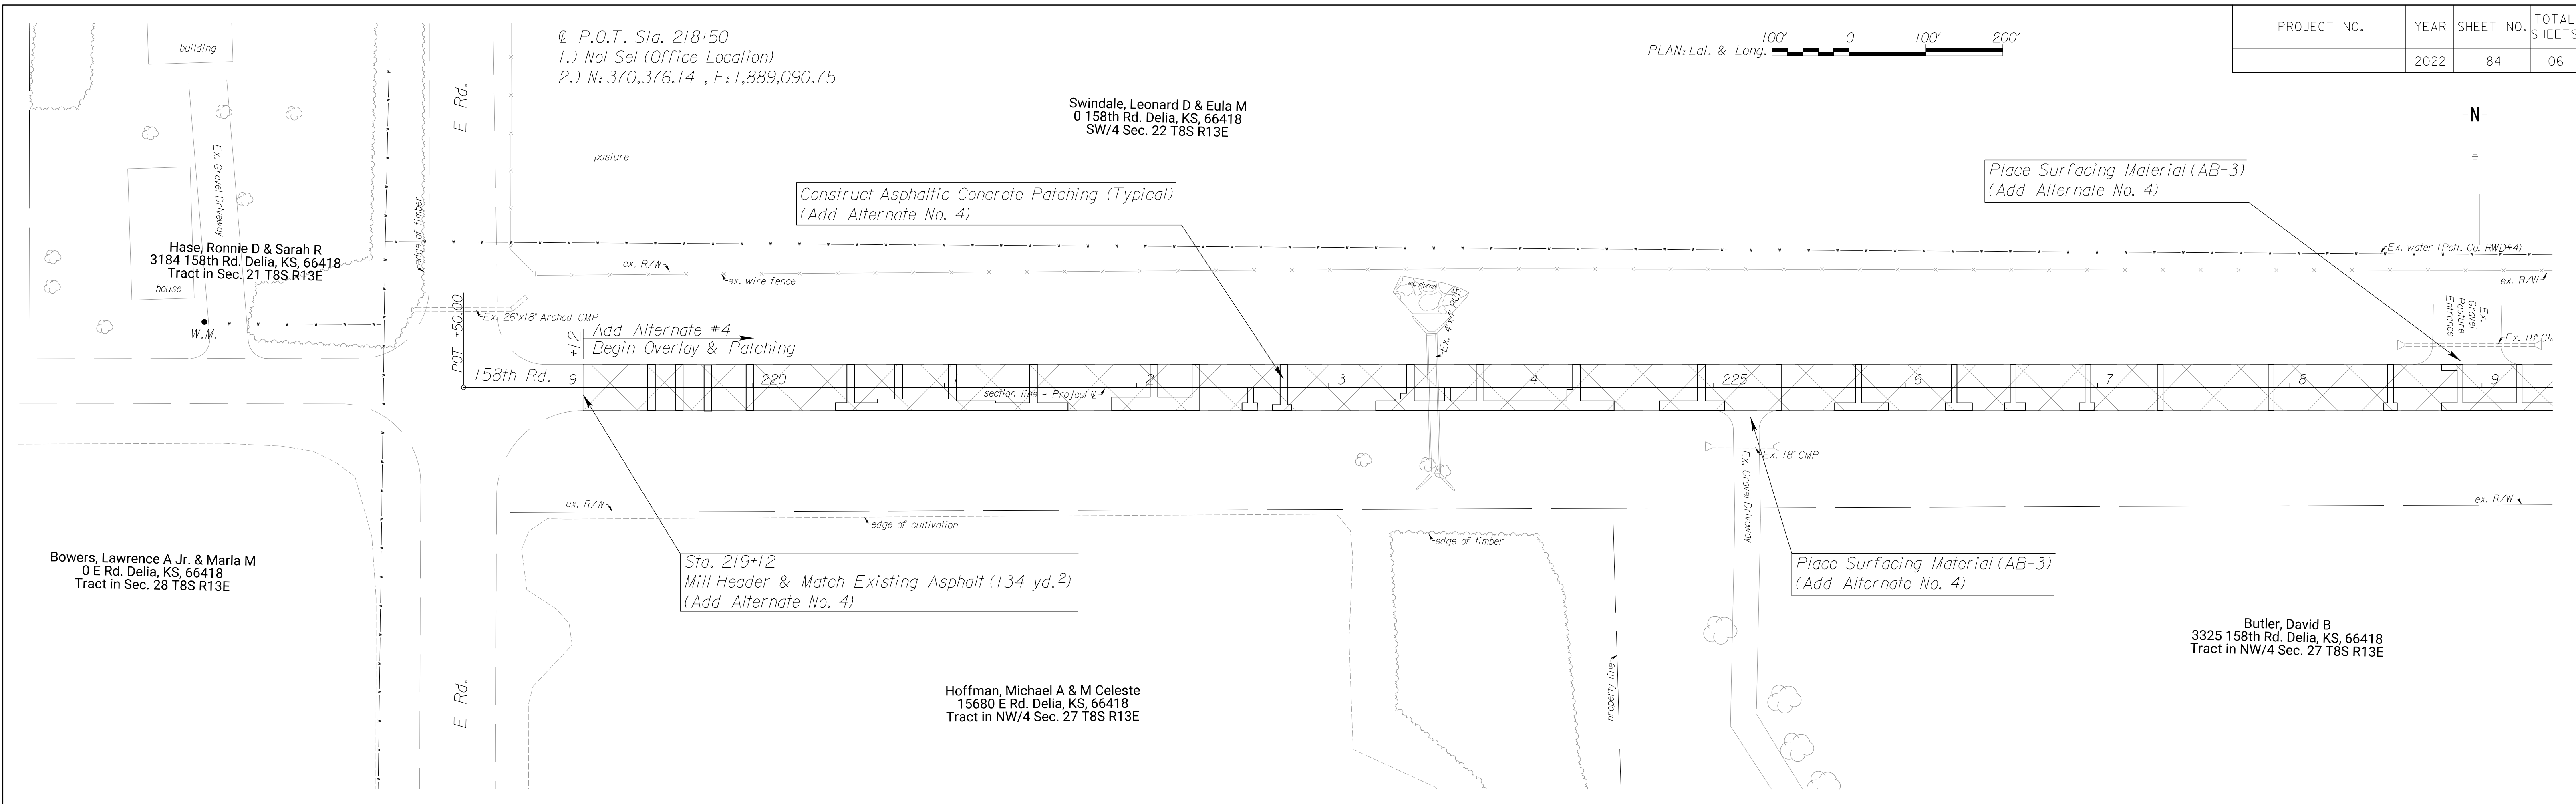 PROJECT NO.
YEAR
SHEET NO.
TOTAL SHEETS
2022
84
106
℄ P.O.T. Sta. 218+50
1.) Not Set (Office Location)
2.) N: 370,376.14 , E: 1,889,090.75
PLAN: Lat. & Long.
100' 0 100' 200'
N
building
E Rd.
Swindale, Leonard D & Eula M
0 158th Rd. Delia, KS, 66418
SW/4 Sec. 22 T8S R13E
pasture
Ex. Gravel Driveway
edge of timber
Construct Asphaltic Concrete Patching (Typical)
(Add Alternate No. 4)
Place Surfacing Material (AB-3)
(Add Alternate No. 4)
Hase, Ronnie D & Sarah R
3184 158th Rd. Delia, KS, 66418
Tract in Sec. 21 T8S R13E
house
W.M.
Ex. water (Pott. Co. RWD#4)
ex. R/W
ex. wire fence
ex. R/W
ex. riprap
Ex. 4'x4' RCB
Ex. 26"x18" Arched CMP
POT +50.00
+12
Add Alternate #4
Begin Overlay & Patching
Ex.
Gravel
Pasture
Entrance
Ex. 18" CM
158th Rd.
9 220 1 2 3 4 225 6 7 8 9
section line = Project ℄
Ex. 18" CMP
Ex. Gravel Driveway
ex. R/W
ex. R/W
edge of cultivation
edge of timber
Sta. 219+12
Mill Header & Match Existing Asphalt (134 yd.²)
(Add Alternate No. 4)
Place Surfacing Material (AB-3)
(Add Alternate No. 4)
Bowers, Lawrence A Jr. & Marla M
0 E Rd. Delia, KS, 66418
Tract in Sec. 28 T8S R13E
Butler, David B
3325 158th Rd. Delia, KS, 66418
Tract in NW/4 Sec. 27 T8S R13E
property line
E Rd.
Hoffman, Michael A & M Celeste
15680 E Rd. Delia, KS, 66418
Tract in NW/4 Sec. 27 T8S R13E